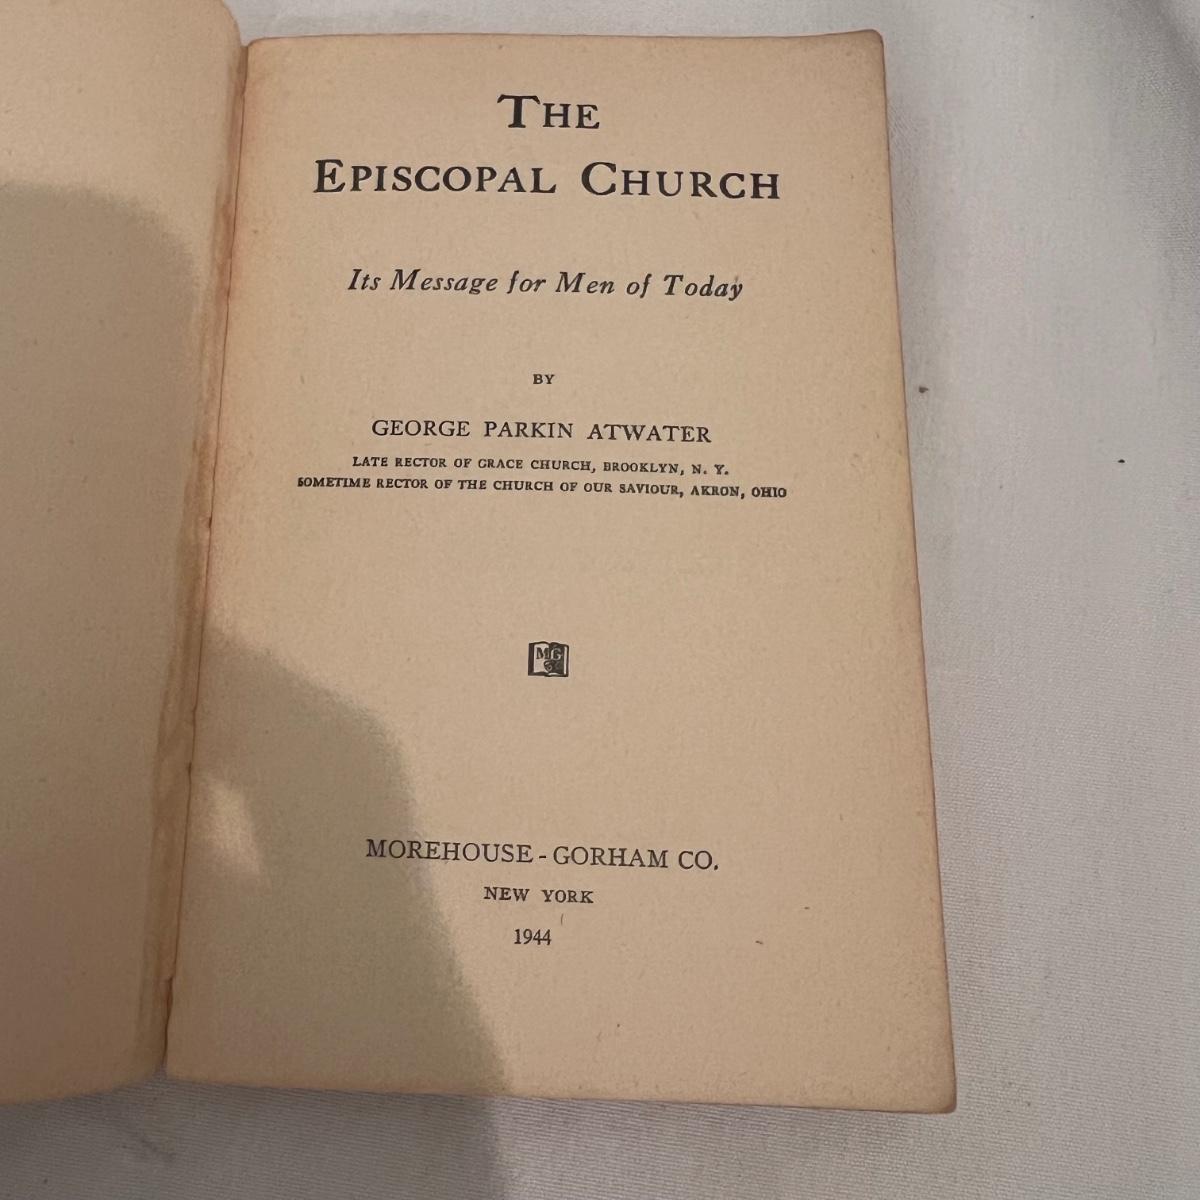 THE
EPISCOPAL CHURCH
Its Message for Men of Today
BY
GEORGE PARKIN ATWATER
LATE RECTOR OF GRACE CHURCH, BROOKLYN, N. Y.
SOMETIME RECTOR OF THE CHURCH OF OUR SAVIOUR, AKRON, OHIO
MG
MOREHOUSE - GORHAM CO.
NEW YORK
1944